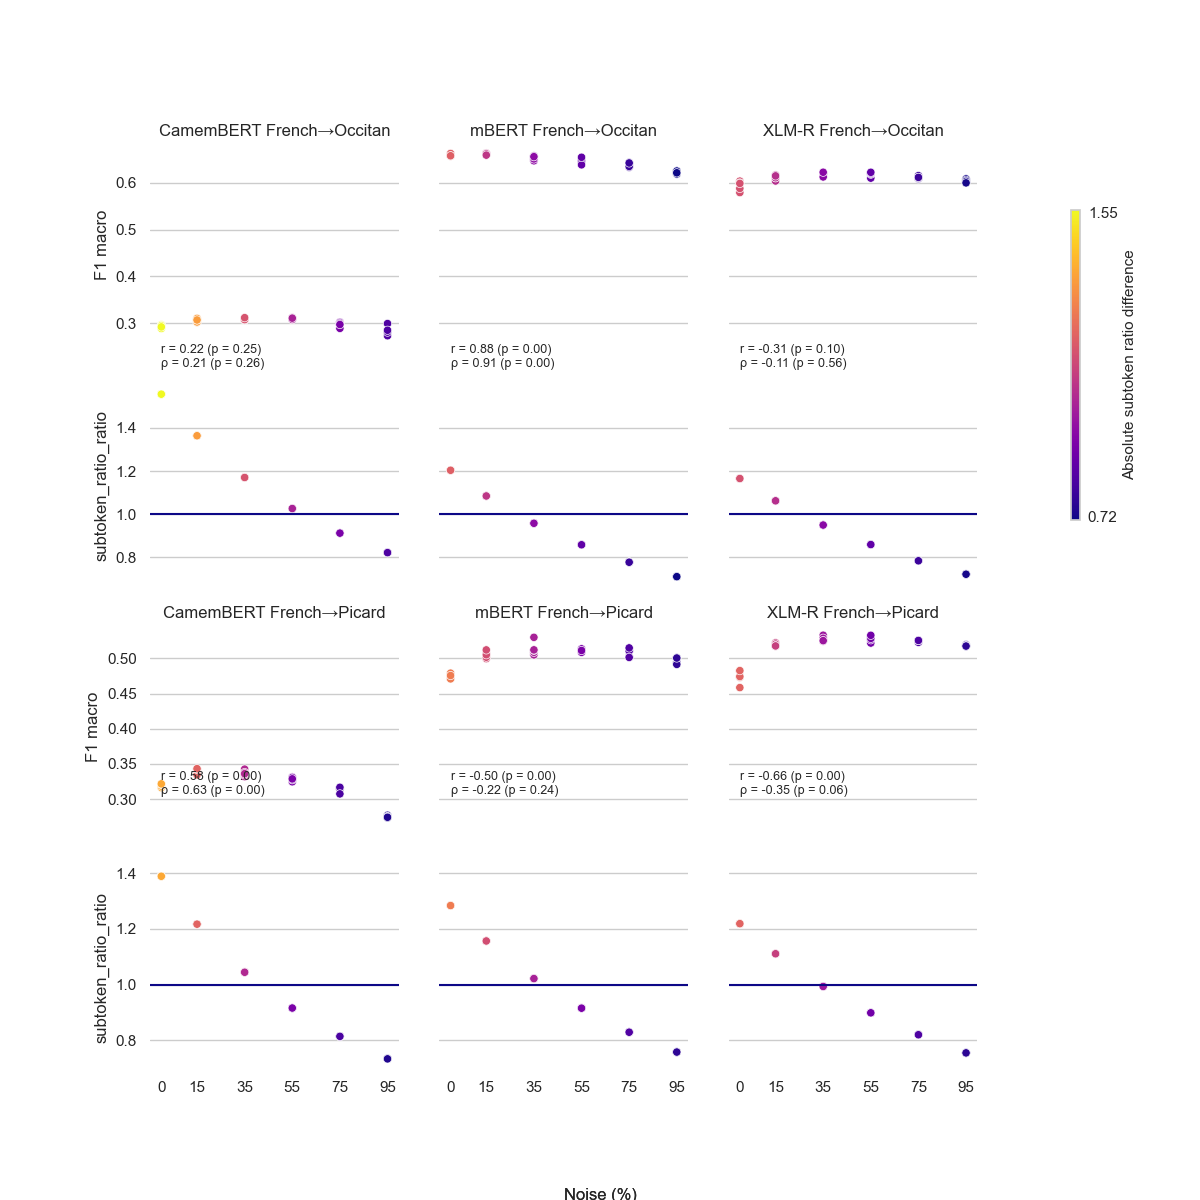 CamemBERT French→Occitan
mBERT French→Occitan
XLM-R French→Occitan
F1 macro
0.6
0.5
0.4
0.3
r = 0.22 (p = 0.25)
ρ = 0.21 (p = 0.26)
r = 0.88 (p = 0.00)
ρ = 0.91 (p = 0.00)
r = -0.31 (p = 0.10)
ρ = -0.11 (p = 0.56)
subtoken_ratio_ratio
1.4
1.2
1.0
0.8
1.55
0.72
Absolute subtoken ratio difference
CamemBERT French→Picard
mBERT French→Picard
XLM-R French→Picard
F1 macro
0.50
0.45
0.40
0.35
0.30
r = 0.58 (p = 0.00)
ρ = 0.63 (p = 0.00)
r = -0.50 (p = 0.00)
ρ = -0.22 (p = 0.24)
r = -0.66 (p = 0.00)
ρ = -0.35 (p = 0.06)
subtoken_ratio_ratio
1.4
1.2
1.0
0.8
0 15 35 55 75 95
0 15 35 55 75 95
0 15 35 55 75 95
Noise (%)